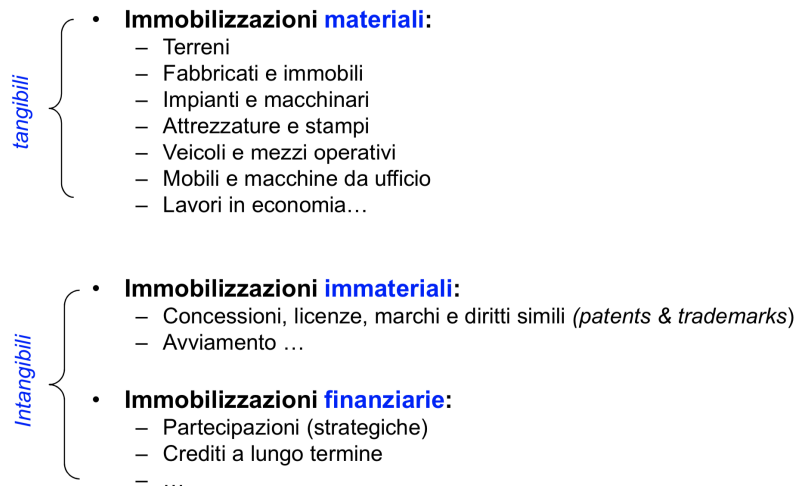 tangibili
• Immobilizzazioni materiali:
– Terreni
– Fabbricati e immobili
– Impianti e macchinari
– Attrezzature e stampi
– Veicoli e mezzi operativi
– Mobili e macchine da ufficio
– Lavori in economia…
Intangibili
• Immobilizzazioni immateriali:
– Concessioni, licenze, marchi e diritti simili (patents & trademarks)
– Avviamento …
• Immobilizzazioni finanziarie:
– Partecipazioni (strategiche)
– Crediti a lungo termine
– …